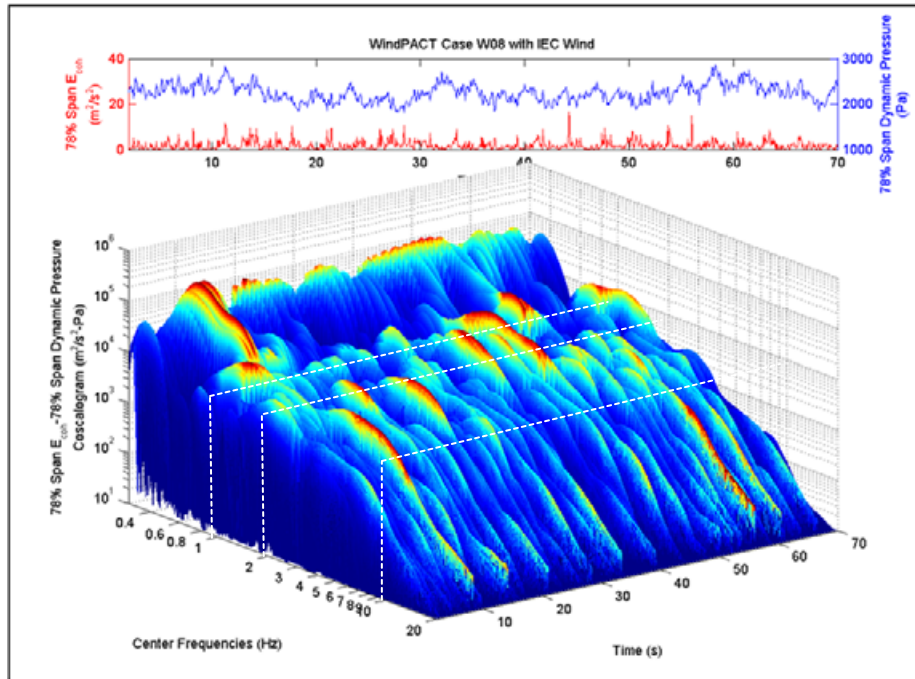 WindPACT Case W08 with IEC Wind
78% Span E_coh
(m²/s²)
40
20
0
3000
2000
1000
78% Span Dynamic Pressure
(Pa)
10 20 30 40 50 60 70
78% Span E_coh-78% Span Dynamic Pressure
Coscalogram (m²/s²-Pa)
10⁶
10⁵
10⁴
10³
10²
10¹
0.4 0.6 0.8 1 2 3 4 5 6 7 8 9 10 20
10 20 30 40 50 60 70
Center Frequencies (Hz)
Time (s)